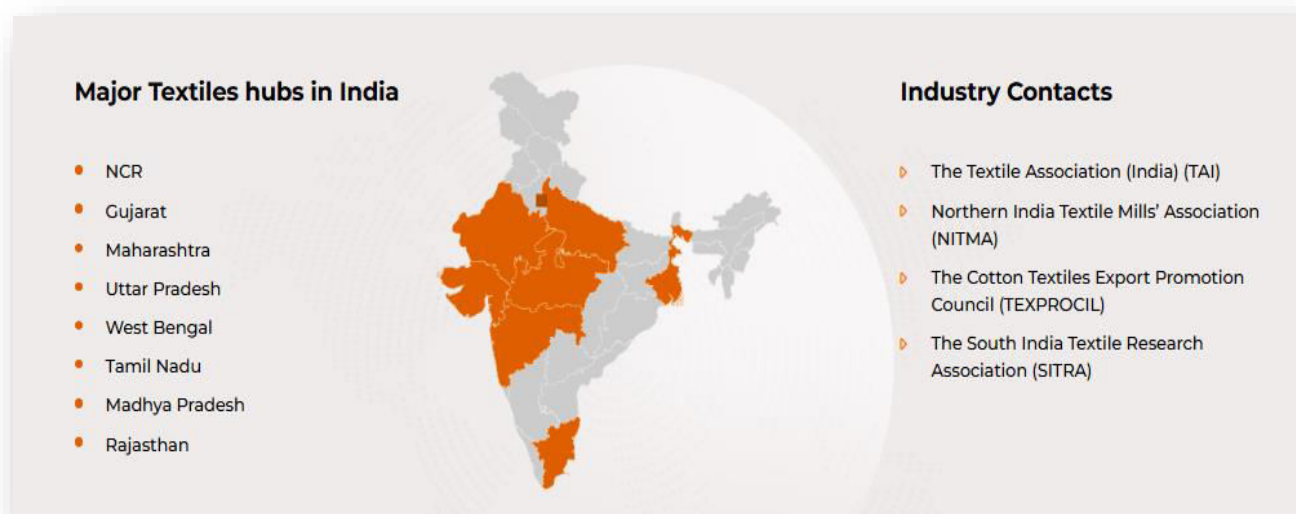 Major Textiles hubs in India
NCR
Gujarat
Maharashtra
Uttar Pradesh
West Bengal
Tamil Nadu
Madhya Pradesh
Rajasthan
Industry Contacts
The Textile Association (India) (TAI)
Northern India Textile Mills’ Association
(NITMA)
The Cotton Textiles Export Promotion
Council (TEXPROCIL)
The South India Textile Research
Association (SITRA)